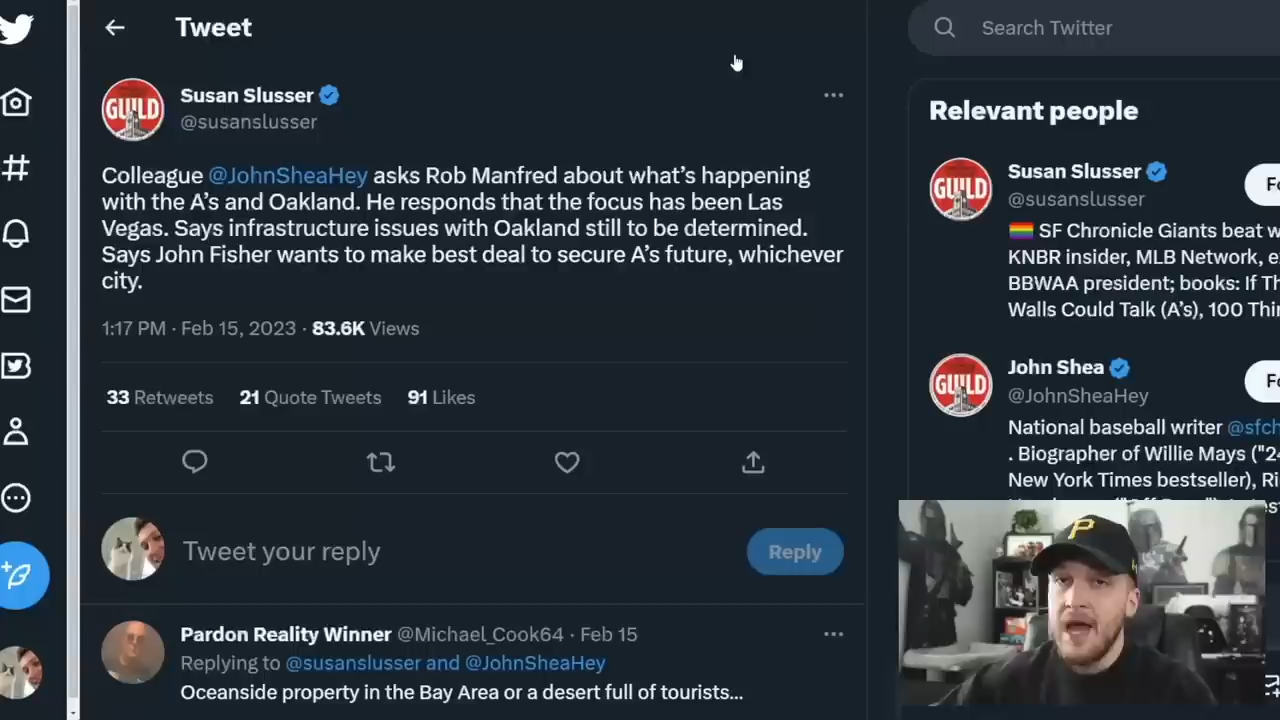 Tweet
Search Twitter
Susan Slusser
@susanslusser
GUILD
Colleague @JohnSheaHey asks Rob Manfred about what's happening
with the A's and Oakland. He responds that the focus has been Las
Vegas. Says infrastructure issues with Oakland still to be determined.
Says John Fisher wants to make best deal to secure A's future, whichever
city.
1:17 PM · Feb 15, 2023 · 83.6K Views
33 Retweets 21 Quote Tweets 91 Likes
Tweet your reply
Reply
Pardon Reality Winner @Michael_Cook64 · Feb 15
Replying to @susanslusser and @JohnSheaHey
Oceanside property in the Bay Area or a desert full of tourists...
Relevant people
GUILD
Susan Slusser
@susanslusser
Fo
SF Chronicle Giants beat w
KNBR insider, MLB Network, e
BBWAA president; books: If Th
Walls Could Talk (A's), 100 Thi
GUILD
John Shea
@JohnSheaHey
Fo
National baseball writer @sfch
. Biographer of Willie Mays ("24
New York Times bestseller), Ri
P